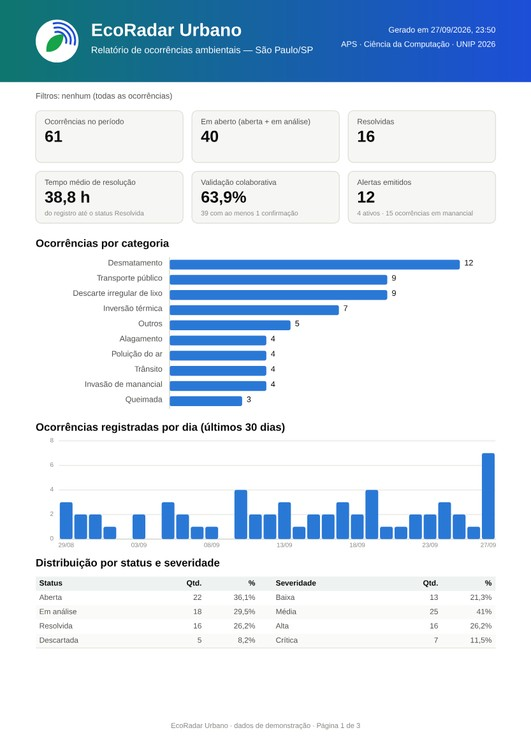 EcoRadar Urbano
Relatório de ocorrências ambientais — São Paulo/SP
Gerado em 27/09/2026, 23:50
APS · Ciência da Computação · UNIP 2026
Filtros: nenhum (todas as ocorrências)
Ocorrências no período
61
Em aberto (aberta + em análise)
40
Resolvidas
16
Tempo médio de resolução
38,8 h
do registro até o status Resolvida
Validação colaborativa
63,9%
39 com ao menos 1 confirmação
Alertas emitidos
12
4 ativos · 15 ocorrências em manancial
Ocorrências por categoria
Desmatamento 12
Transporte público 9
Descarte irregular de lixo 9
Inversão térmica 7
Outros 5
Alagamento 4
Poluição do ar 4
Trânsito 4
Invasão de manancial 4
Queimada 3
Ocorrências registradas por dia (últimos 30 dias)
8
6
4
2
0
29/08 03/09 08/09 13/09 18/09 23/09 27/09
Distribuição por status e severidade
Status Qtd. % Severidade Qtd. %
Aberta 22 36,1% Baixa 13 21,3%
Em análise 18 29,5% Média 25 41%
Resolvida 16 26,2% Alta 16 26,2%
Descartada 5 8,2% Crítica 7 11,5%
EcoRadar Urbano · dados de demonstração · Página 1 de 3